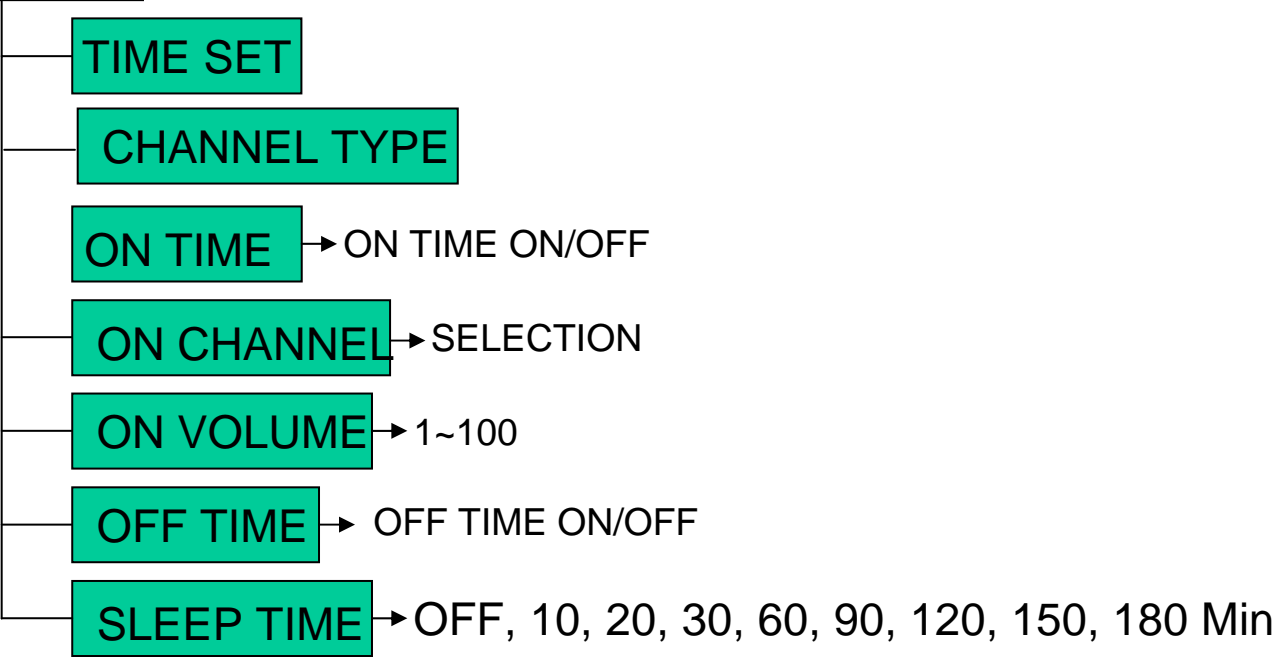 TIME SET
CHANNEL TYPE
ON TIME ON TIME ON/OFF
ON CHANNEL SELECTION
ON VOLUME 1~100
OFF TIME OFF TIME ON/OFF
SLEEP TIME OFF, 10, 20, 30, 60, 90, 120, 150, 180 Min